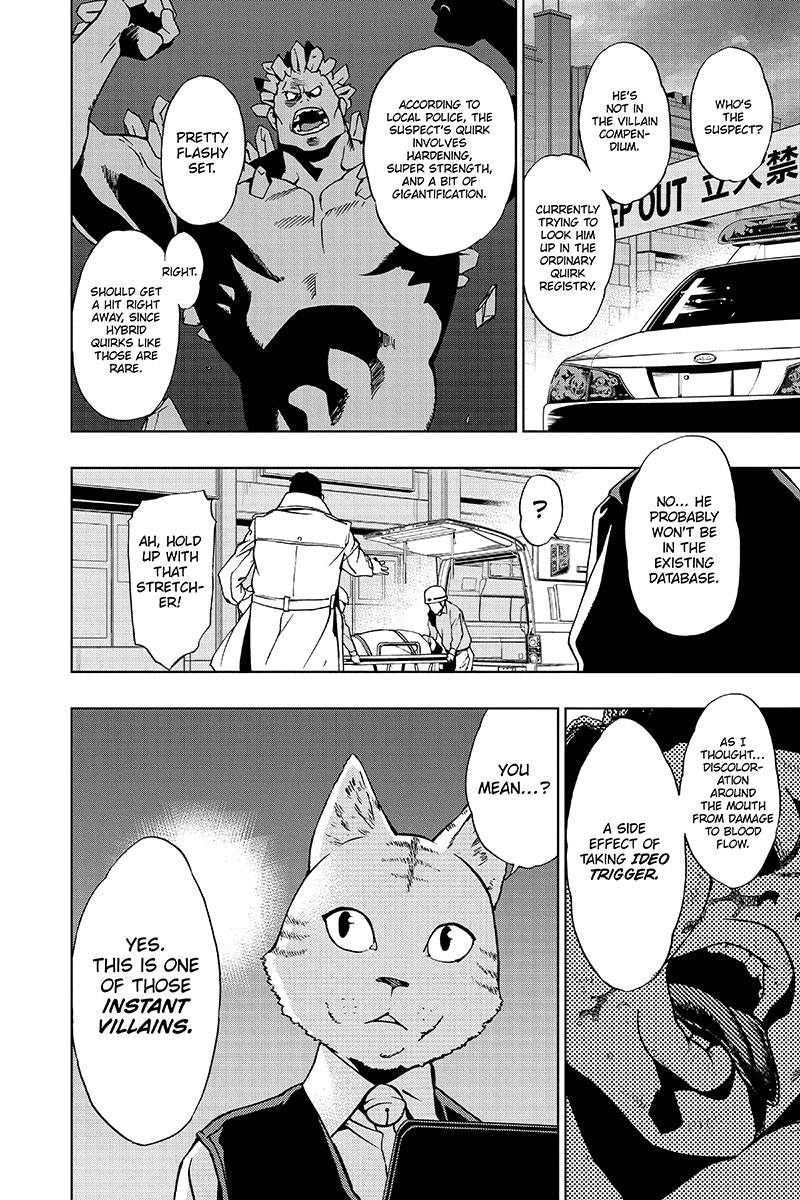 WHO'S
THE
SUSPECT?
HE'S
NOT IN
THE VILLAIN
COMPEN-
DIUM.
CURRENTLY
TRYING TO
LOOK HIM
UP IN THE
ORDINARY
QUIRK
REGISTRY.
EP OUT 立入禁
ACCORDING TO
LOCAL POLICE, THE
SUSPECT'S QUIRK
INVOLVES
HARDENING,
SUPER STRENGTH,
AND A BIT OF
GIGANTIFICATION.
PRETTY
FLASHY
SET.
RIGHT.
SHOULD GET
A HIT RIGHT
AWAY, SINCE
HYBRID
QUIRKS LIKE
THOSE ARE
RARE.
NO... HE
PROBABLY
WON'T BE
IN THE
EXISTING
DATABASE.
?
AH, HOLD
UP WITH
THAT
STRETCH-
ER!
AS I
THOUGHT...
DISCOLOR-
ATION
AROUND
THE MOUTH
FROM DAMAGE
TO BLOOD
FLOW.
A SIDE
EFFECT OF
TAKING IDEO
TRIGGER.
YOU
MEAN...?
YES.
THIS IS ONE
OF THOSE
INSTANT
VILLAINS.